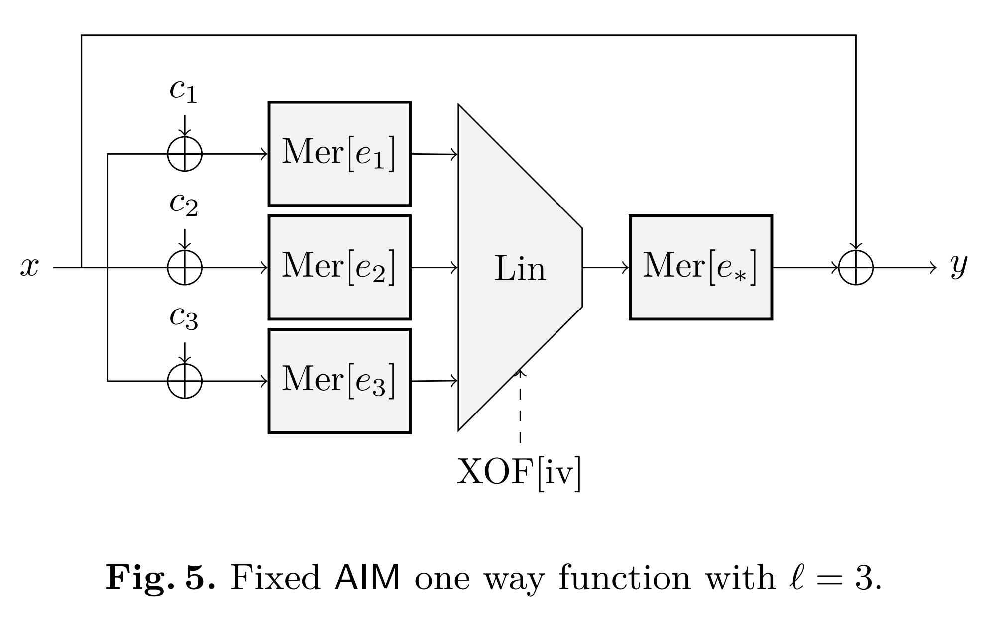 c₁
Mer[e₁]
c₂
x
Mer[e₂]
Lin
Mer[e∗]
y
c₃
Mer[e₃]
XOF[iv]
Fig. 5. Fixed AIM one way function with ℓ = 3.